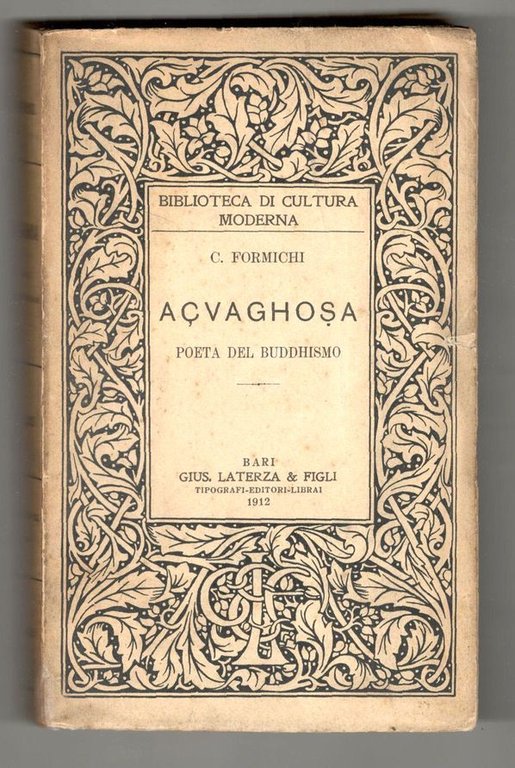 BIBLIOTECA DI CULTURA
MODERNA
C. FORMICHI
AÇVAGHOṢA
POETA DEL BUDDHISMO
BARI
GIUS. LATERZA & FIGLI
TIPOGRAFI-EDITORI-LIBRAI
1912